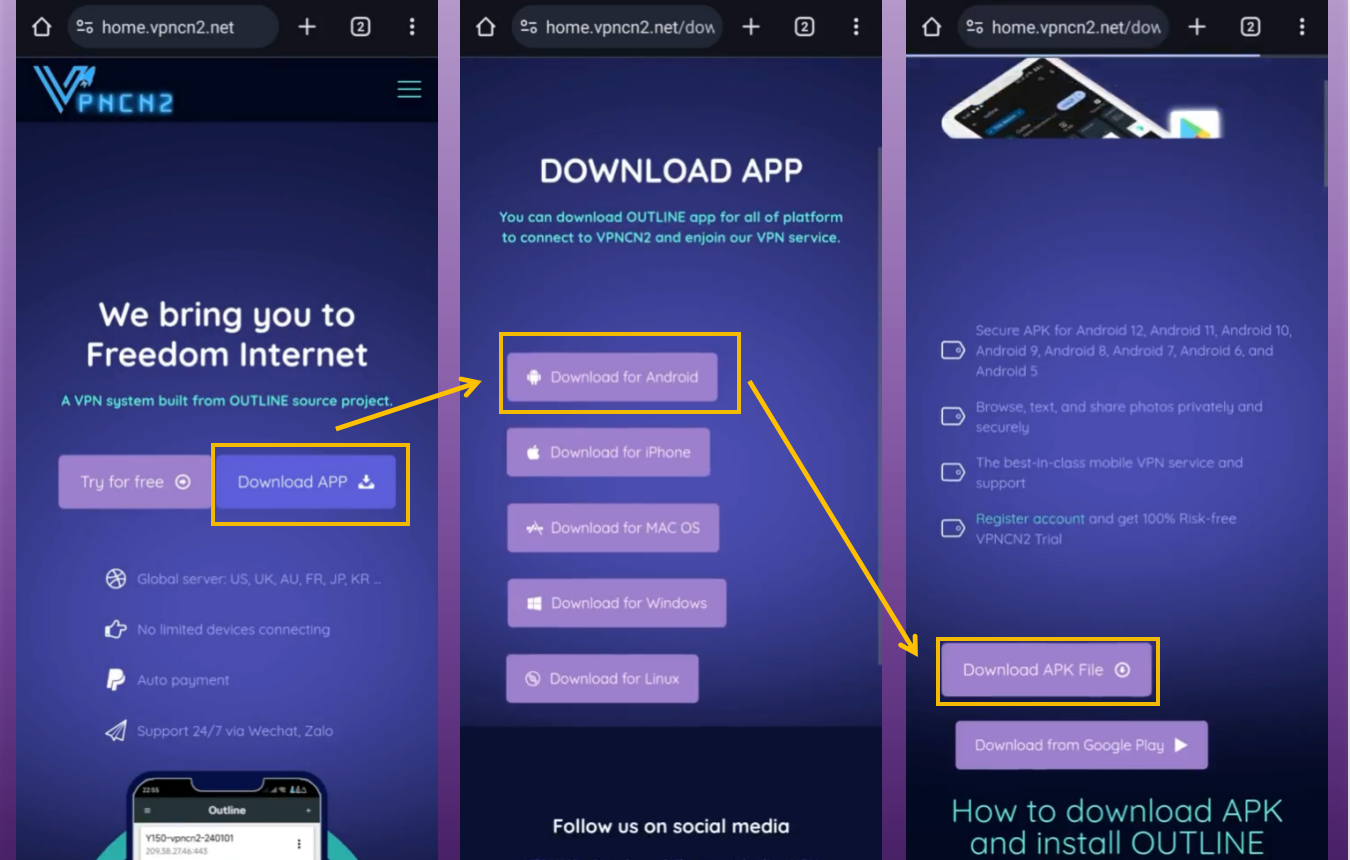 home.vpncn2.net
2
VPNCN2
We bring you to
Freedom Internet
A VPN system built from OUTLINE source project.
Try for free
Download APP
Global server: US, UK, AU, FR, JP, KR ...
No limited devices connecting
Auto payment
Support 24/7 via Wechat, Zalo
22:55
Outline
Y150-vpncn2-240101
209.38.27.46:443
home.vpncn2.net/dow
2
DOWNLOAD APP
You can download OUTLINE app for all of platform
to connect to VPNCN2 and enjoin our VPN service.
Download for Android
Download for iPhone
Download for MAC OS
Download for Windows
Download for Linux
Follow us on social media
home.vpncn2.net/dow
2
Secure APK for Android 12, Android 11, Android 10,
Android 9, Android 8, Android 7, Android 6, and
Android 5
Browse, text, and share photos privately and
securely
The best-in-class mobile VPN service and
support
Register account and get 100% Risk-free
VPNCN2 Trial
Download APK File
Download from Google Play
How to download APK
and install OUTLINE